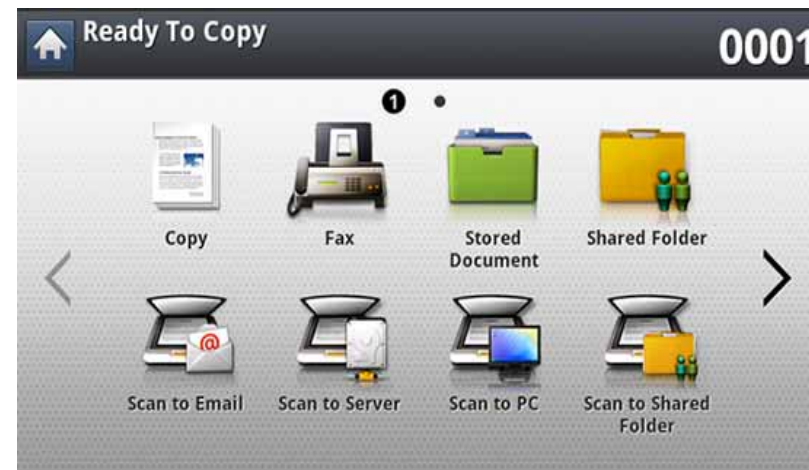 Ready To Copy
0001
1
Copy
Fax
Stored
Document
Shared Folder
@
Scan to Email
Scan to Server
Scan to PC
Scan to Shared
Folder